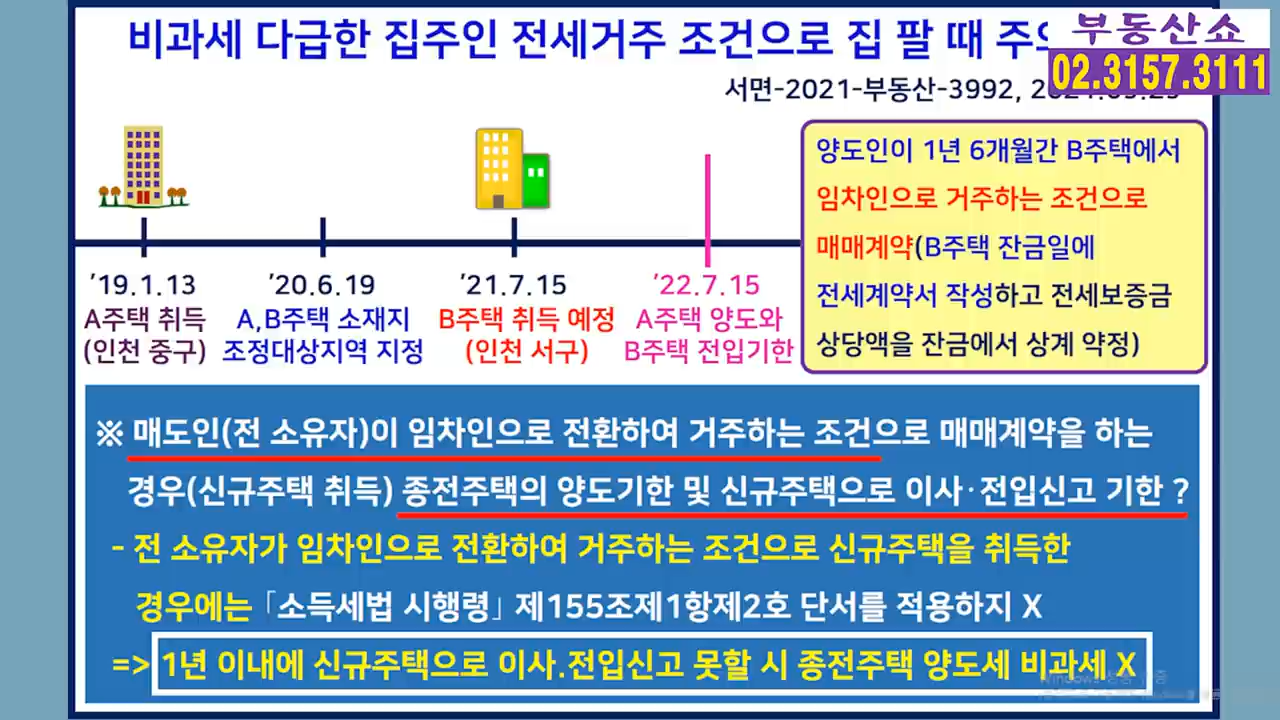 비과세 다급한 집주인 전세거주 조건으로 집 팔 때
부동산쇼
02.3157.3111
서면-2021-부동산-3992,
양도인이 1년 6개월간 B주택에서
임차인으로 거주하는 조건으로
매매계약(B주택 잔금일에
전세계약서 작성하고 전세보증금
상당액을 잔금에서 상계 약정)
'19.1.13
A주택 취득
(인천 중구)
'20.6.19
A,B주택 소재지
조정대상지역 지정
'21.7.15
B주택 취득 예정
(인천 서구)
'22.7.15
A주택 양도와
B주택 전입기한
※ 매도인(전 소유자)이 임차인으로 전환하여 거주하는 조건으로 매매계약을 하는
경우(신규주택 취득) 종전주택의 양도기한 및 신규주택으로 이사·전입신고 기한 ?
- 전 소유자가 임차인으로 전환하여 거주하는 조건으로 신규주택을 취득한
경우에는 「소득세법 시행령」 제155조제1항제2호 단서를 적용하지 X
=> 1년 이내에 신규주택으로 이사.전입신고 못할 시 종전주택 양도세 비과세 X
Windows